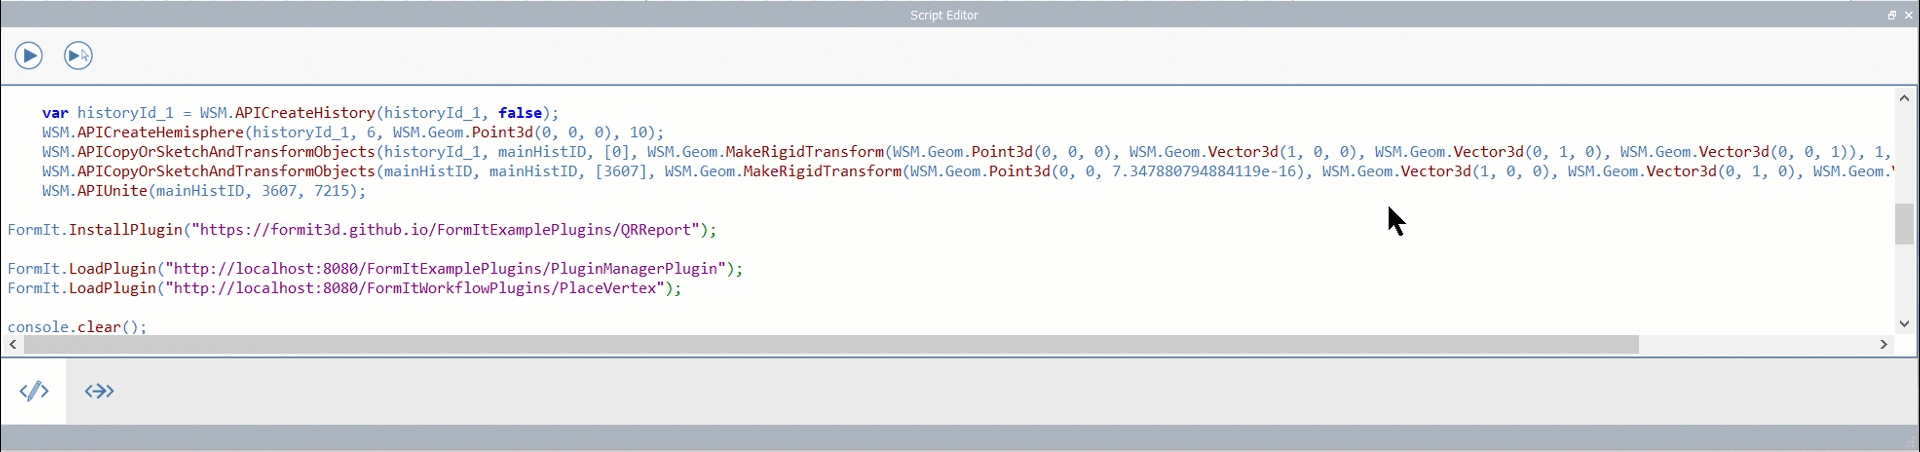 Script Editor
var historyId_1 = WSM.APICreateHistory(historyId_1, false);
WSM.APICreateHemisphere(historyId_1, 6, WSM.Geom.Point3d(0, 0, 0), 10);
WSM.APICopyOrSketchAndTransformObjects(historyId_1, mainHistID, [0], WSM.Geom.MakeRigidTransform(WSM.Geom.Point3d(0, 0, 0), WSM.Geom.Vector3d(1, 0, 0), WSM.Geom.Vector3d(0, 1, 0), WSM.Geom.Vector3d(0, 0, 1)), 1,
WSM.APICopyOrSketchAndTransformObjects(mainHistID, mainHistID, [3607], WSM.Geom.MakeRigidTransform(WSM.Geom.Point3d(0, 0, 7.347880794884119e-16), WSM.Geom.Vector3d(1, 0, 0), WSM.Geom.Vector3d(0, 1, 0), WSM.Geom.
WSM.APIUnite(mainHistID, 3607, 7215);
FormIt.InstallPlugin("https://formit3d.github.io/FormItExamplePlugins/QRReport");
FormIt.LoadPlugin("http://localhost:8080/FormItExamplePlugins/PluginManagerPlugin");
FormIt.LoadPlugin("http://localhost:8080/FormItWorkflowPlugins/PlaceVertex");
console.clear();